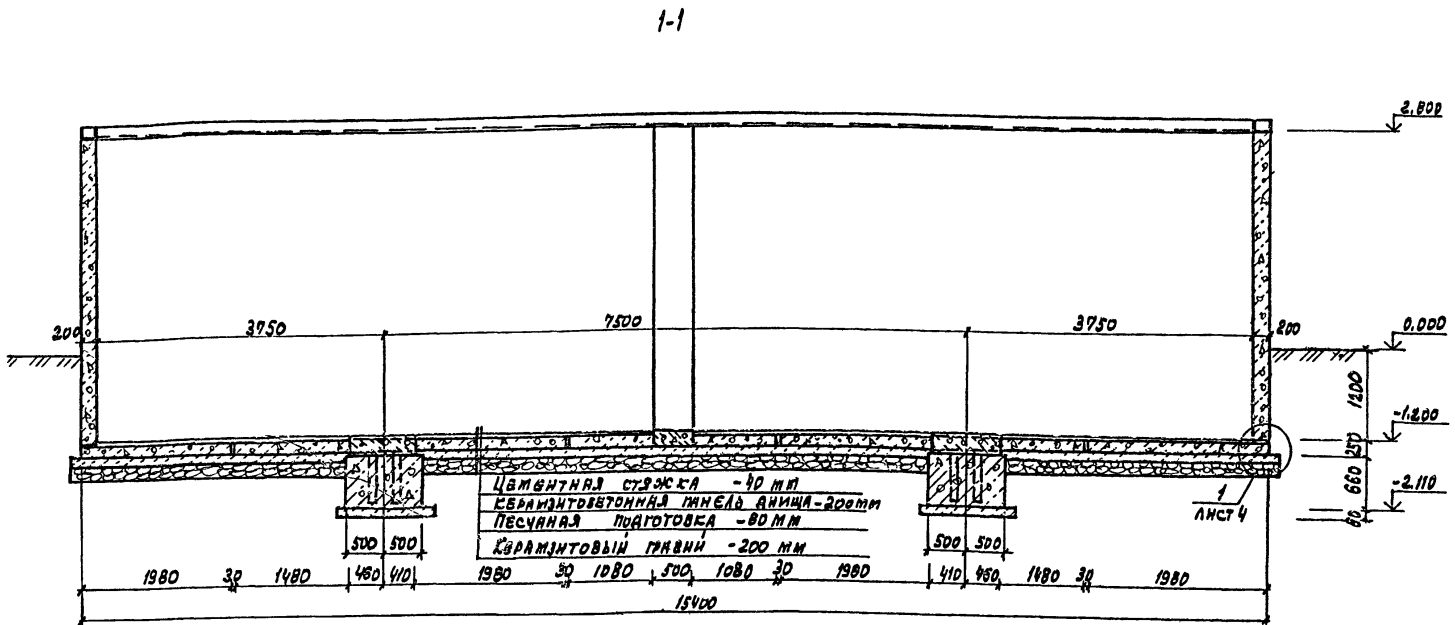 1-1
2.800
200 3750 7500 3750 200
0.000
1200
-1.200
250
660
-2.110
80
1
ЛИСТ 4
ЦЕМЕНТНАЯ СТЯЖКА -40 мм
КЕРАМЗИТОБЕТОННАЯ ПАНЕЛЬ ДНИЩА-200мм
ПЕСЧАНАЯ ПОДГОТОВКА -80 ММ
КЕРАМЗИТОВЫЙ ГРАВИЙ -200 мм
500 500 500 500
1980 30 1480 460 410 1980 30 1080 500 1080 30 1980 410 460 1480 30 1980
15400